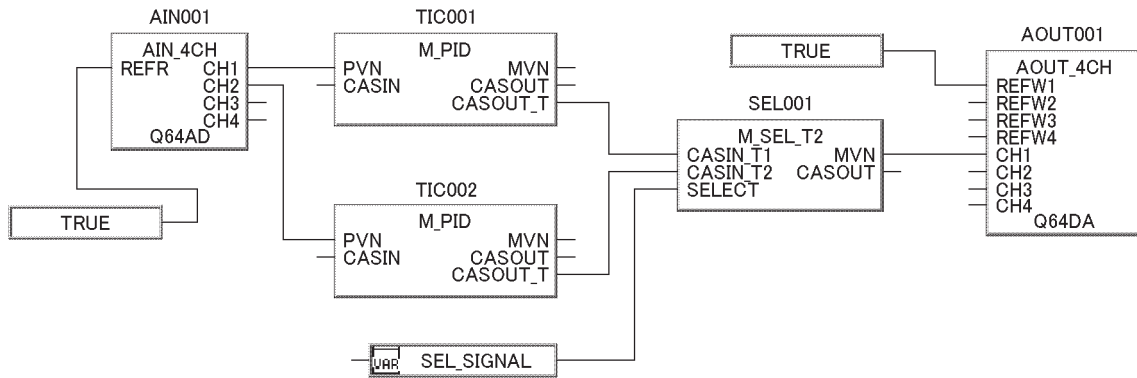 AIN001
AIN_4CH
REFR CH1
CH2
CH3
CH4
Q64AD
TRUE
TIC001
M_PID
PVN MVN
CASIN CASOUT
CASOUT_T
TIC002
M_PID
PVN MVN
CASIN CASOUT
CASOUT_T
VAR SEL_SIGNAL
SEL001
M_SEL_T2
CASIN_T1 MVN
CASIN_T2 CASOUT
SELECT
TRUE
AOUT001
AOUT_4CH
REFW1
REFW2
REFW3
REFW4
CH1
CH2
CH3
CH4
Q64DA